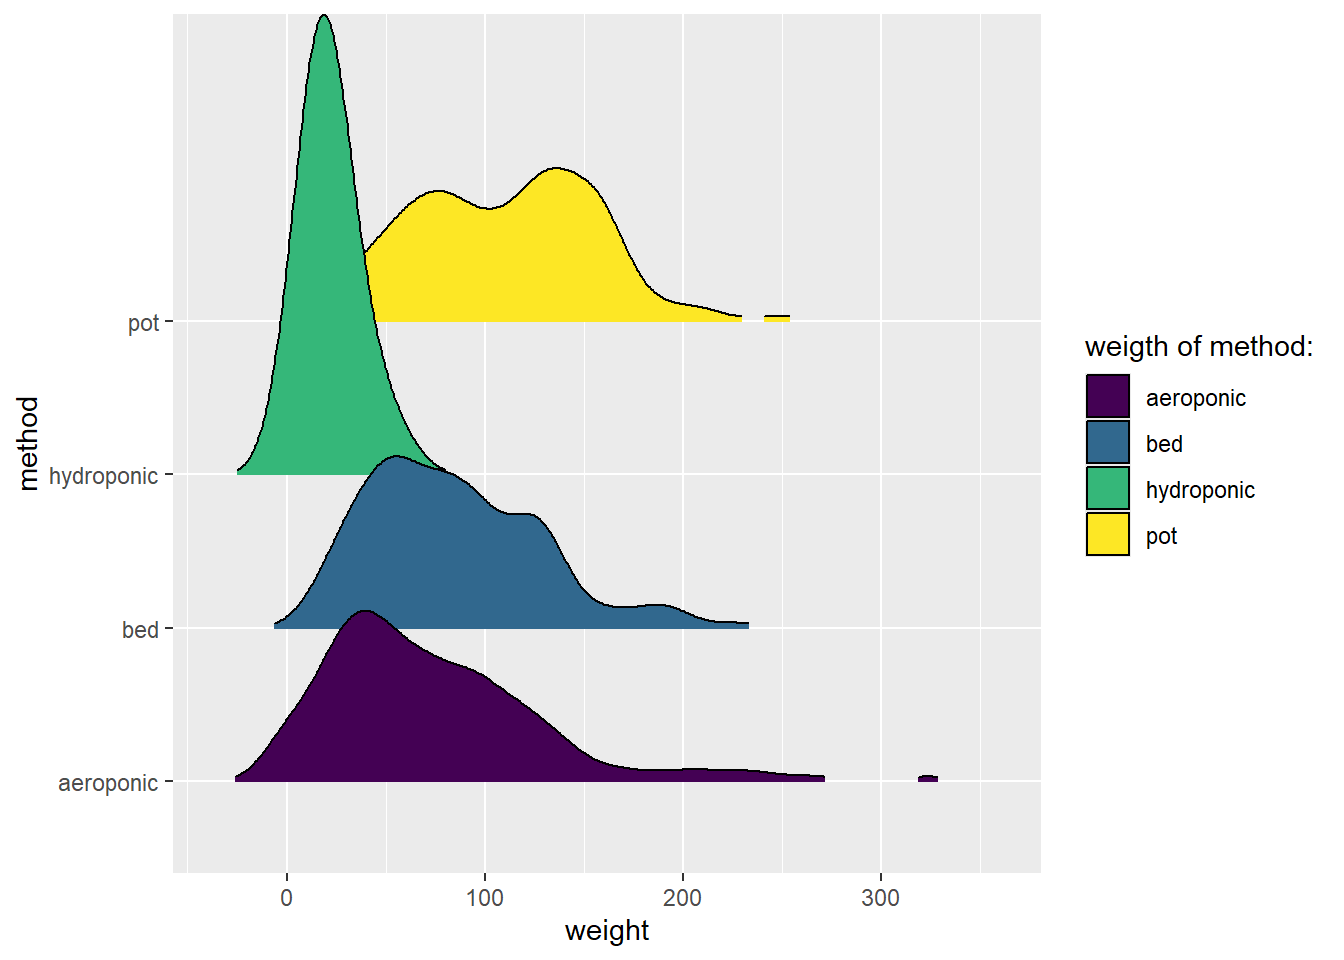 pot
hydroponic
bed
aeroponic
method
0
100
200
300
weight
weigth of method:
aeroponic
bed
hydroponic
pot